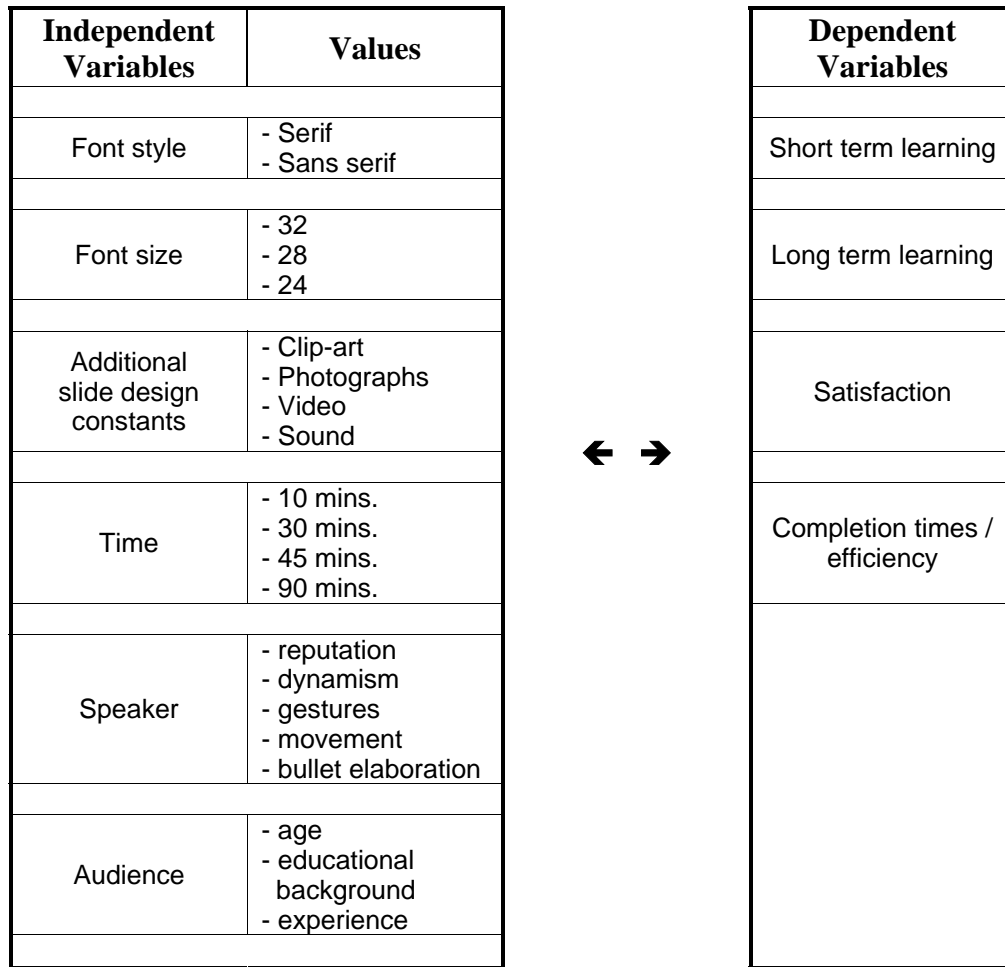 Independent
Variables
Values
Font style
- Serif
- Sans serif
Font size
- 32
- 28
- 24
Additional
slide design
constants
- Clip-art
- Photographs
- Video
- Sound
Time
- 10 mins.
- 30 mins.
- 45 mins.
- 90 mins.
Speaker
- reputation
- dynamism
- gestures
- movement
- bullet elaboration
Audience
- age
- educational
background
- experience
🡸 🡺
Dependent
Variables
Short term learning
Long term learning
Satisfaction
Completion times /
efficiency